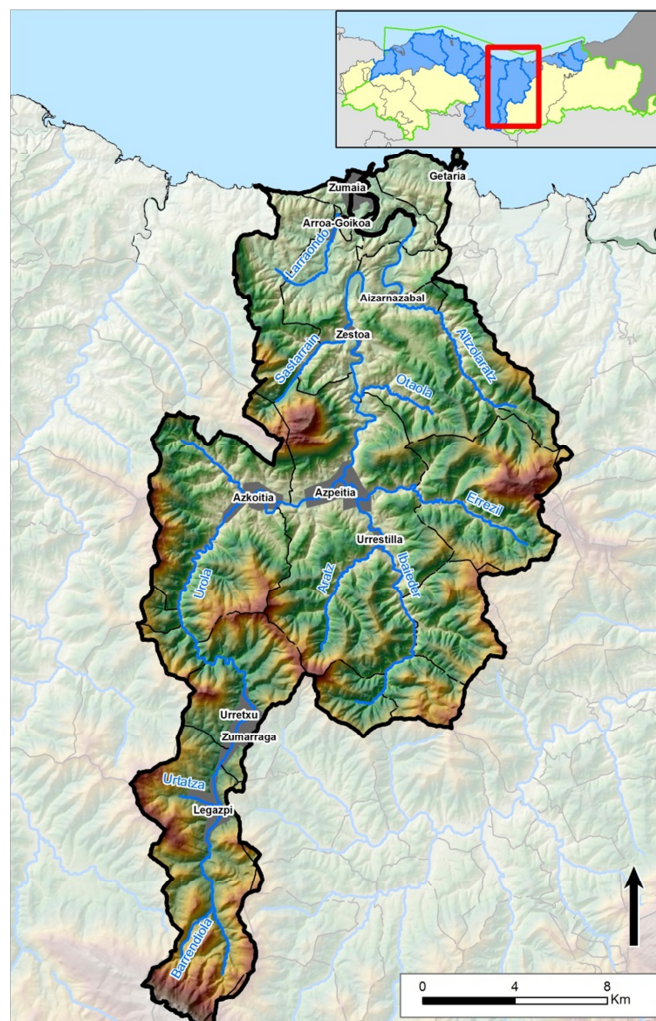 Getaria
Zumaia
Arroa-Goikoa
Larraondo
Aizarnazabal
Zestoa
Altzolaratz
Sastarrain
Otaola
Azkoitia
Azpeitia
Errezil
Urrestilla
Ibaieder
Aratz
Urola
Urretxu
Zumarraga
Urtatza
Legazpi
Barrendiola
0 4 8
Km